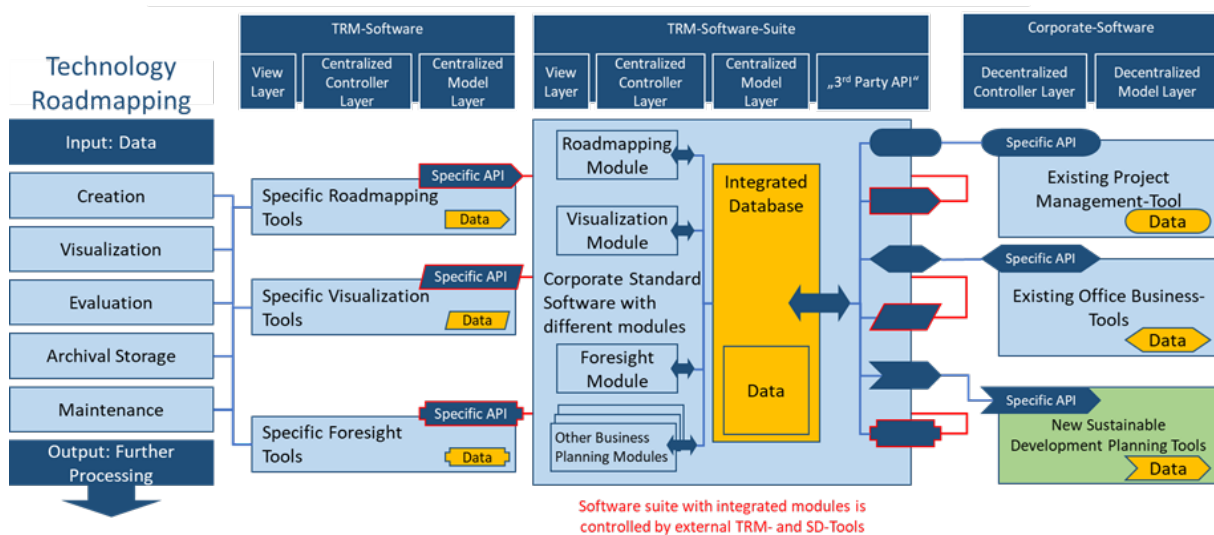 Technology
Roadmapping
Input: Data
Creation
Visualization
Evaluation
Archival Storage
Maintenance
Output: Further
Processing
TRM-Software
View
Layer
Centralized
Controller
Layer
Centralized
Model
Layer
Specific API
Specific Roadmapping
Tools
Data
Specific API
Specific Visualization
Tools
Data
Specific API
Specific Foresight
Tools
Data
TRM-Software-Suite
View
Layer
Centralized
Controller
Layer
Centralized
Model
Layer
„3rd Party API“
Roadmapping
Module
Visualization
Module
Corporate Standard
Software with
different modules
Foresight
Module
Other Business
Planning Modules
Integrated
Database
Data
Software suite with integrated modules is
controlled by external TRM- and SD-Tools
Corporate-Software
Decentralized
Controller Layer
Decentralized
Model Layer
Specific API
Existing Project
Management-Tool
Data
Specific API
Existing Office Business-
Tools
Data
Specific API
New Sustainable
Development Planning Tools
Data